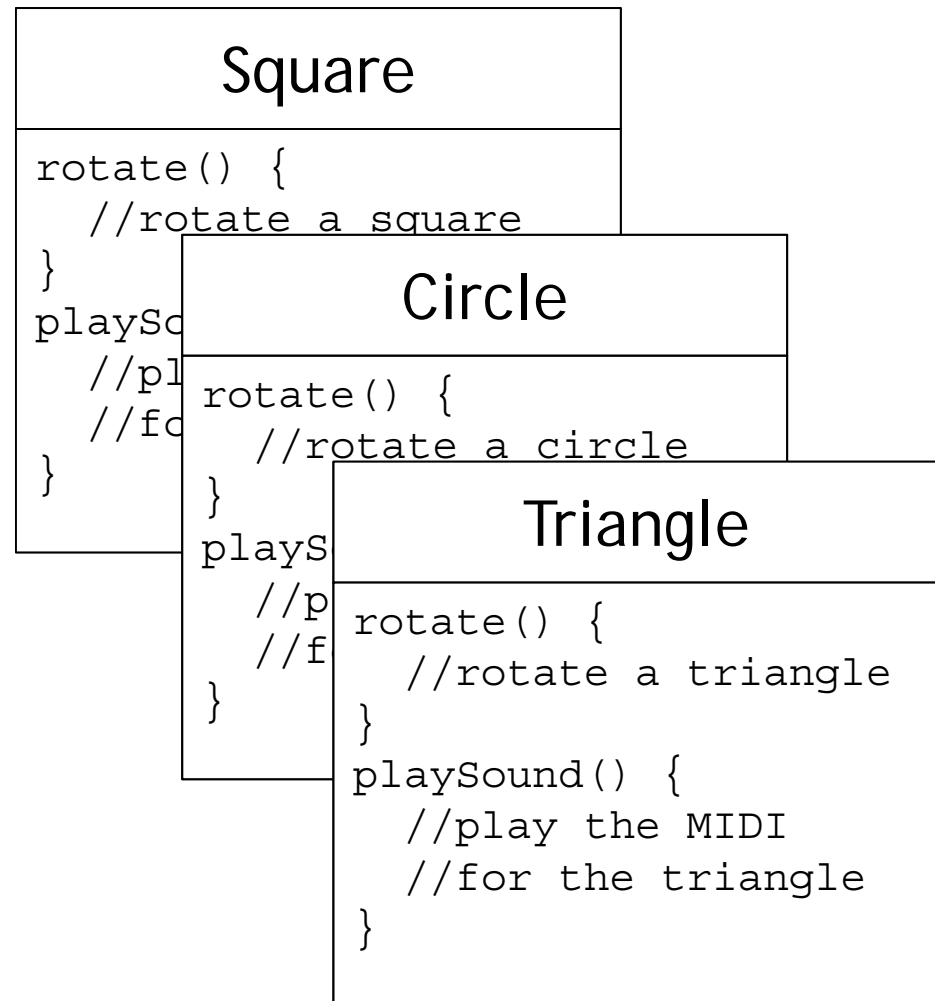 Square
rotate() {
  //rotate a square
}
playSo
  //pl
  //fo
}
Circle
rotate() {
  //rotate a circle
}
playS
  //p
  //f
}
Triangle
rotate() {
  //rotate a triangle
}
playSound() {
  //play the MIDI
  //for the triangle
}